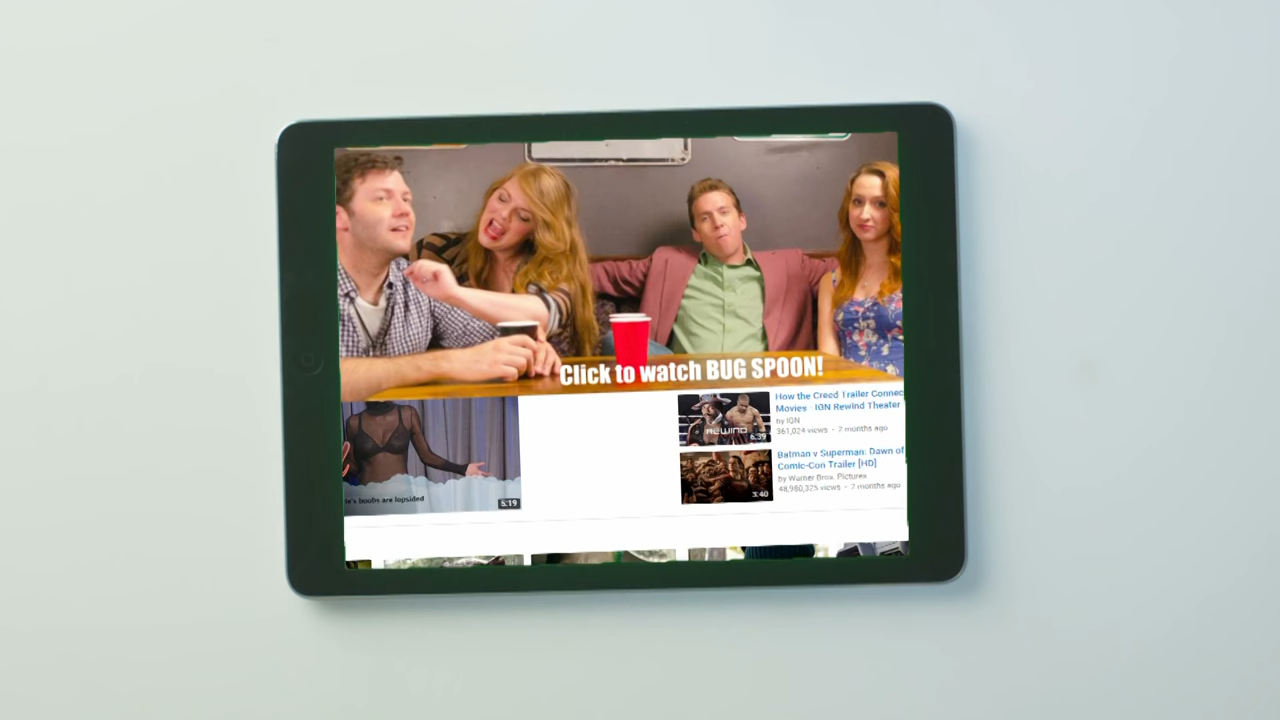 Click to watch BUG SPOON!
How the Creed Trailer Connec
Movies - IGN Rewind Theater
by IGN
361,024 views • 7 months ago
REWIND
6:39
Batman v Superman: Dawn of
Comic-Con Trailer [HD]
by Warner Bros. Pictures
48,980,325 views • 7 months ago
3:40
boobs are lopsided
5:19